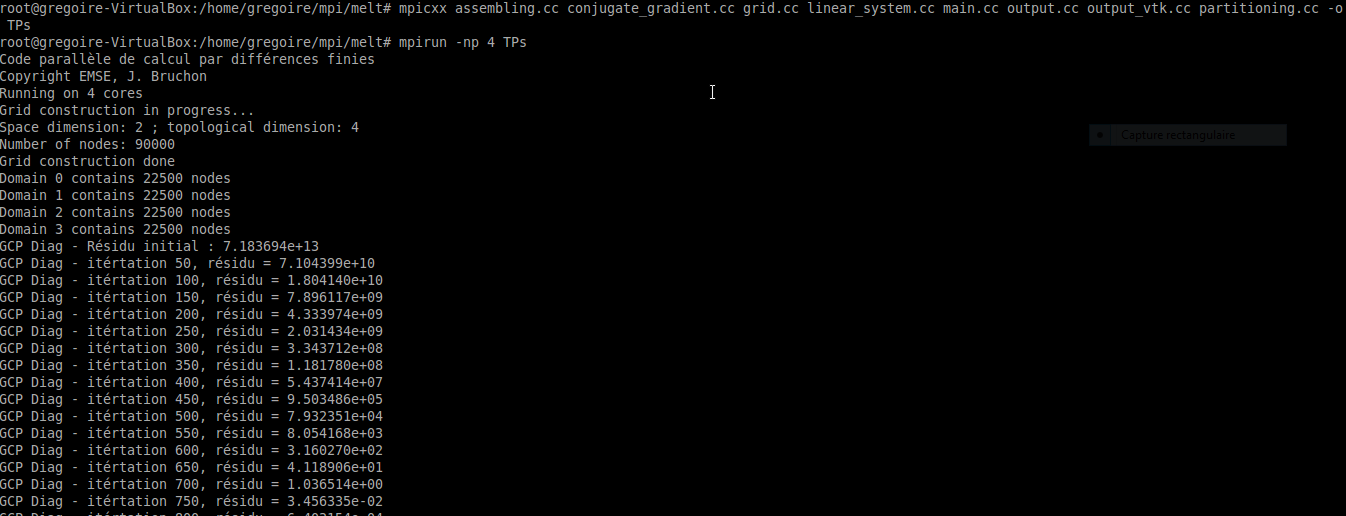 root@gregoire-VirtualBox:/home/gregoire/mpi/melt# mpicxx assembling.cc conjugate_gradient.cc grid.cc linear_system.cc main.cc output.cc output_vtk.cc partitioning.cc -o
TPs
root@gregoire-VirtualBox:/home/gregoire/mpi/melt# mpirun -np 4 TPs
Code parallèle de calcul par différences finies
Copyright EMSE, J. Bruchon
Running on 4 cores
Grid construction in progress...
Space dimension: 2 ; topological dimension: 4
Capture rectangulaire
Number of nodes: 90000
Grid construction done
Domain 0 contains 22500 nodes
Domain 1 contains 22500 nodes
Domain 2 contains 22500 nodes
Domain 3 contains 22500 nodes
GCP Diag - Résidu initial : 7.183694e+13
GCP Diag - itértation 50, résidu = 7.104399e+10
GCP Diag - itértation 100, résidu = 1.804140e+10
GCP Diag - itértation 150, résidu = 7.896117e+09
GCP Diag - itértation 200, résidu = 4.333974e+09
GCP Diag - itértation 250, résidu = 2.031434e+09
GCP Diag - itértation 300, résidu = 3.343712e+08
GCP Diag - itértation 350, résidu = 1.181780e+08
GCP Diag - itértation 400, résidu = 5.437414e+07
GCP Diag - itértation 450, résidu = 9.503486e+05
GCP Diag - itértation 500, résidu = 7.932351e+04
GCP Diag - itértation 550, résidu = 8.054168e+03
GCP Diag - itértation 600, résidu = 3.160270e+02
GCP Diag - itértation 650, résidu = 4.118906e+01
GCP Diag - itértation 700, résidu = 1.036514e+00
GCP Diag - itértation 750, résidu = 3.456335e-02
GCP Diag - itértation 800, résidu =